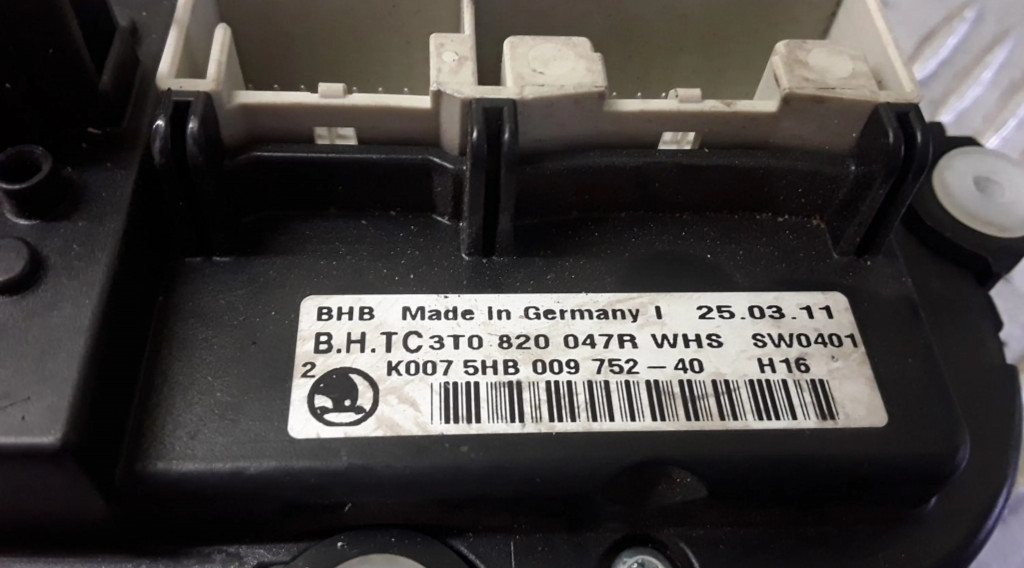 BHB Made In Germany I 25.03.11
B.H.TC 3T0 820 047R WHS SW0401
2 K007 5HB 009 752-40 H16